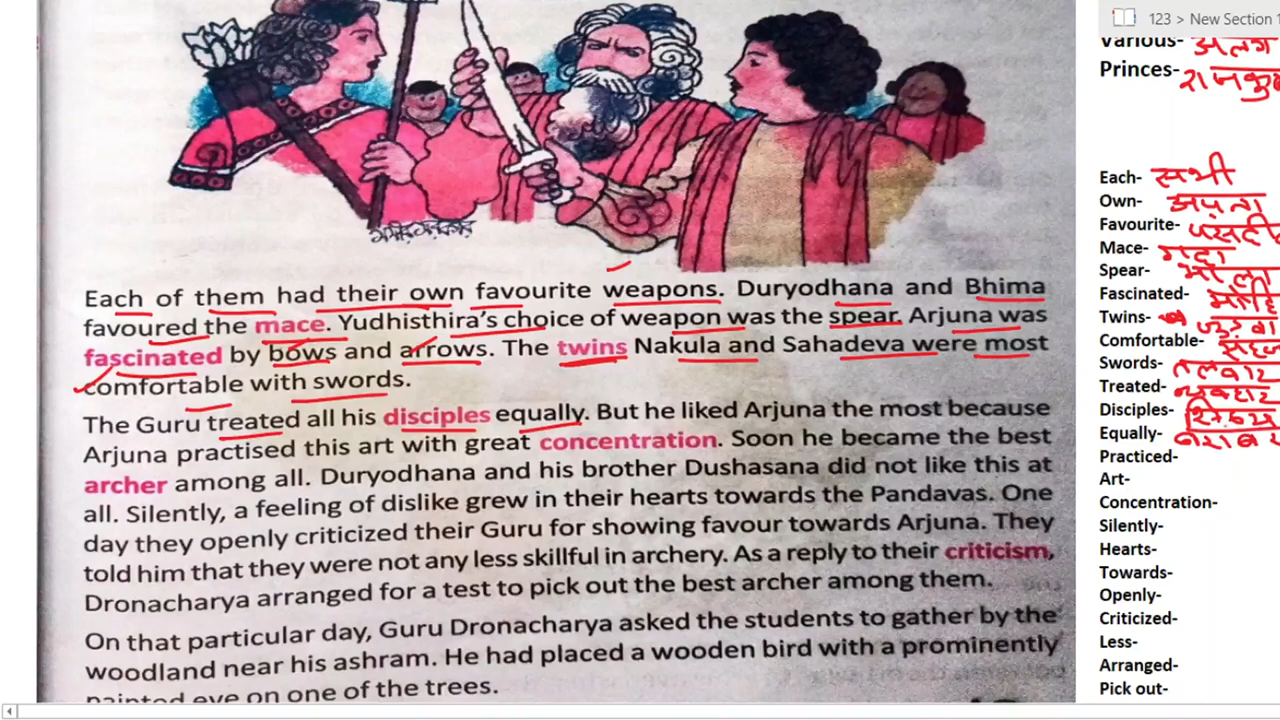 123 > New Section 1
Various- अलग
Princes-
Each of them had their own favourite weapons. Duryodhana and Bhima
favoured the mace. Yudhisthira's choice of weapon was the spear. Arjuna was
fascinated by bows and arrows. The twins Nakula and Sahadeva were most
comfortable with swords.
The Guru treated all his disciples equally. But he liked Arjuna the most because
Arjuna practised this art with great concentration. Soon he became the best
archer among all. Duryodhana and his brother Dushasana did not like this at
all. Silently, a feeling of dislike grew in their hearts towards the Pandavas. One
day they openly criticized their Guru for showing favour towards Arjuna. They
told him that they were not any less skillful in archery. As a reply to their criticism,
Dronacharya arranged for a test to pick out the best archer among them.
On that particular day, Guru Dronacharya asked the students to gather by the
woodland near his ashram. He had placed a wooden bird with a prominently
painted eye on one of the trees.
Each- सभी
Own- अपना
Favourite-
Mace- गदा
Spear- भाला
Fascinated-
Twins-
Comfortable-
Swords- तलवार
Treated- व्यवहार
Disciples- शिष्य
Equally-
Practiced-
Art-
Concentration-
Silently-
Hearts-
Towards-
Openly-
Criticized-
Less-
Arranged-
Pick out-